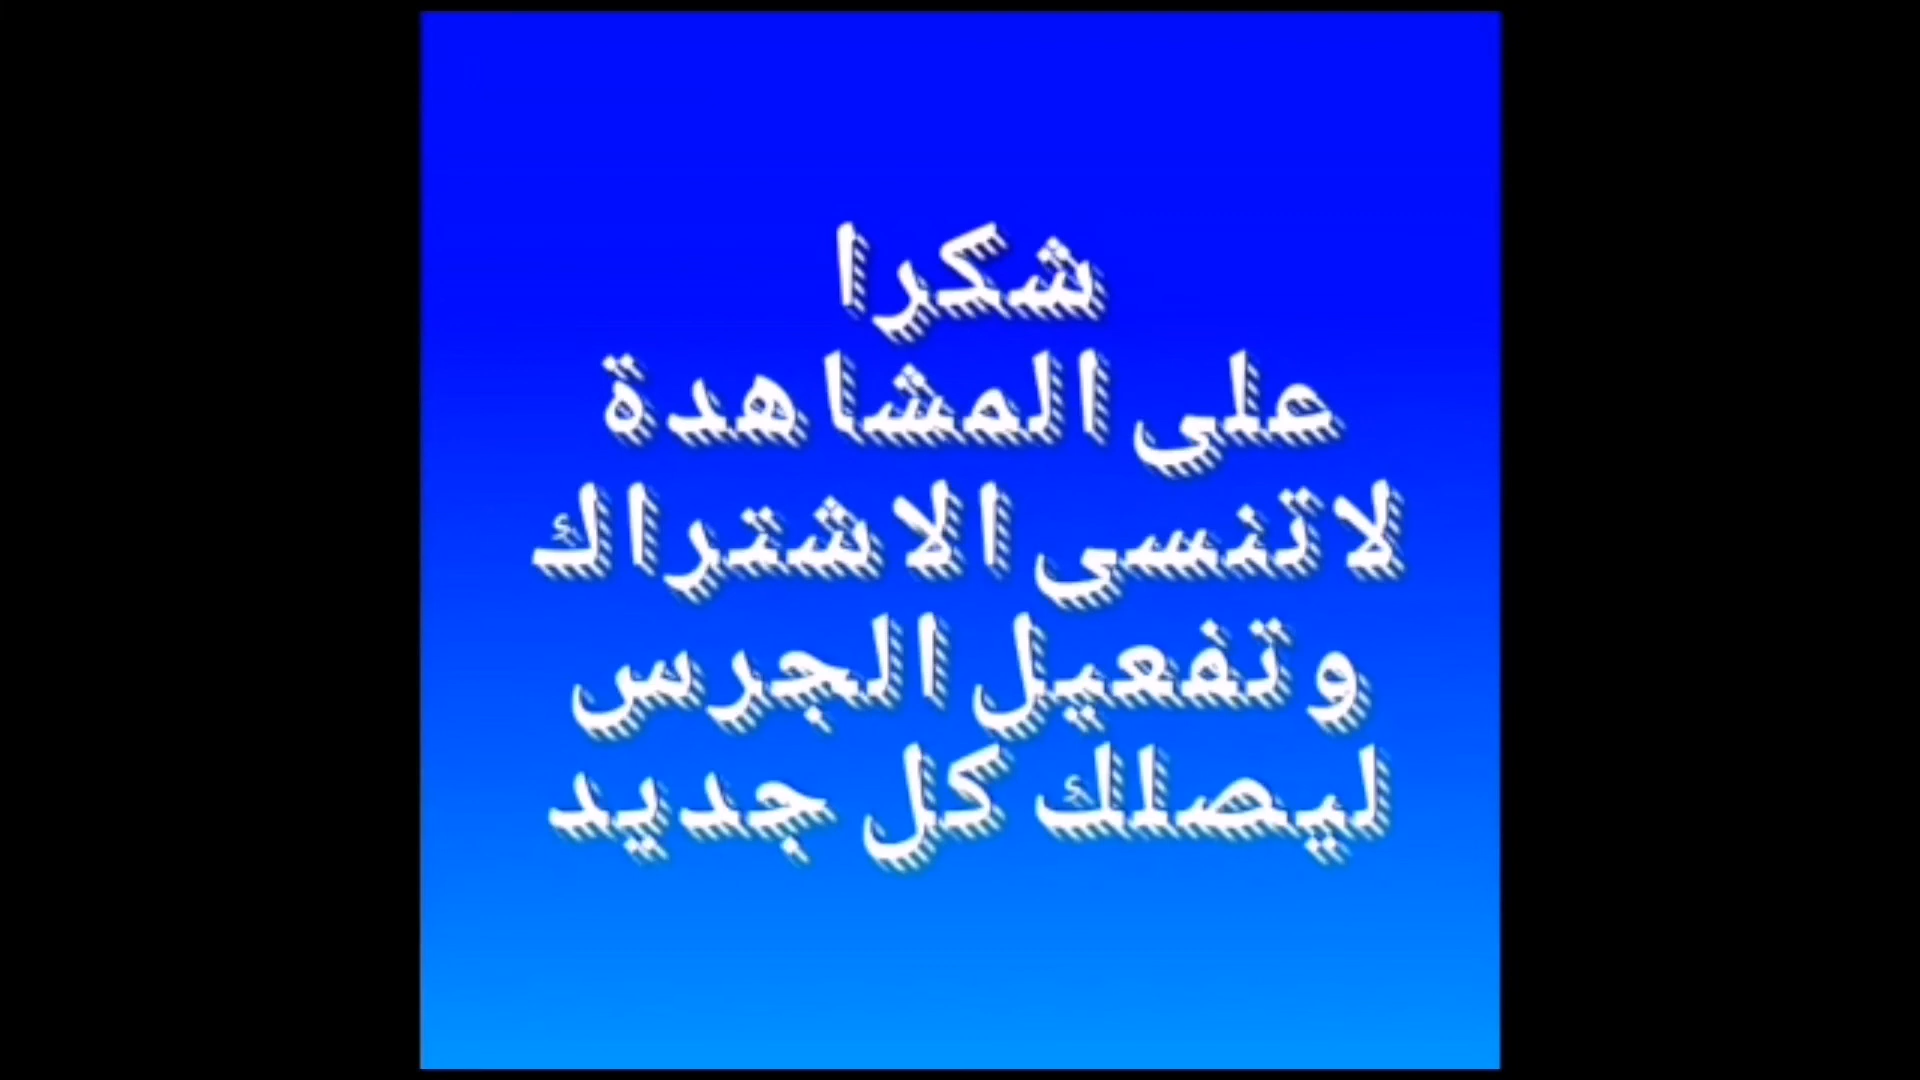 شكرا
على المشاهدة
لاتنسى الاشتراك
وتفعيل الجرس
ليصلك كل جديد